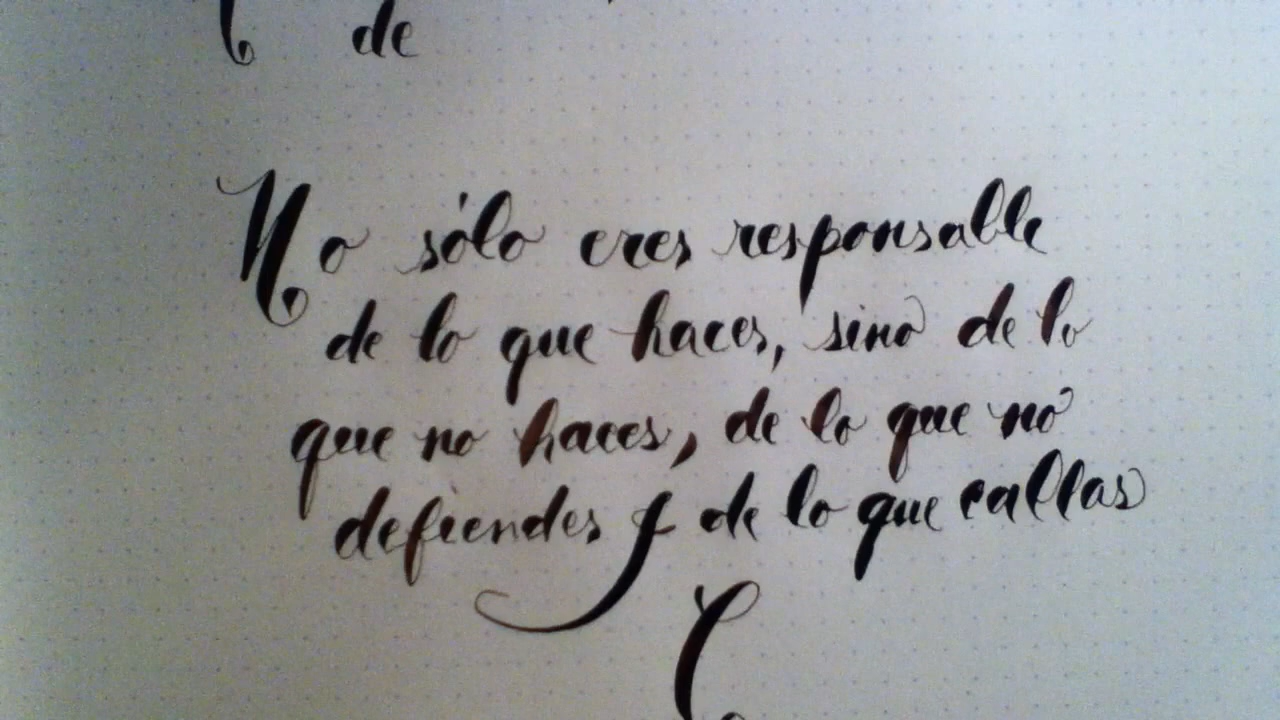 de
No sólo eres responsable
de lo que haces, sino de lo
que no haces, de lo que no
defiendes y de lo que callas